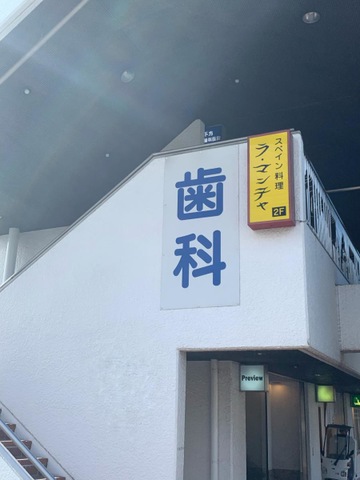 スペイン料理
ラ・マンチャ
2F
歯科
Preview